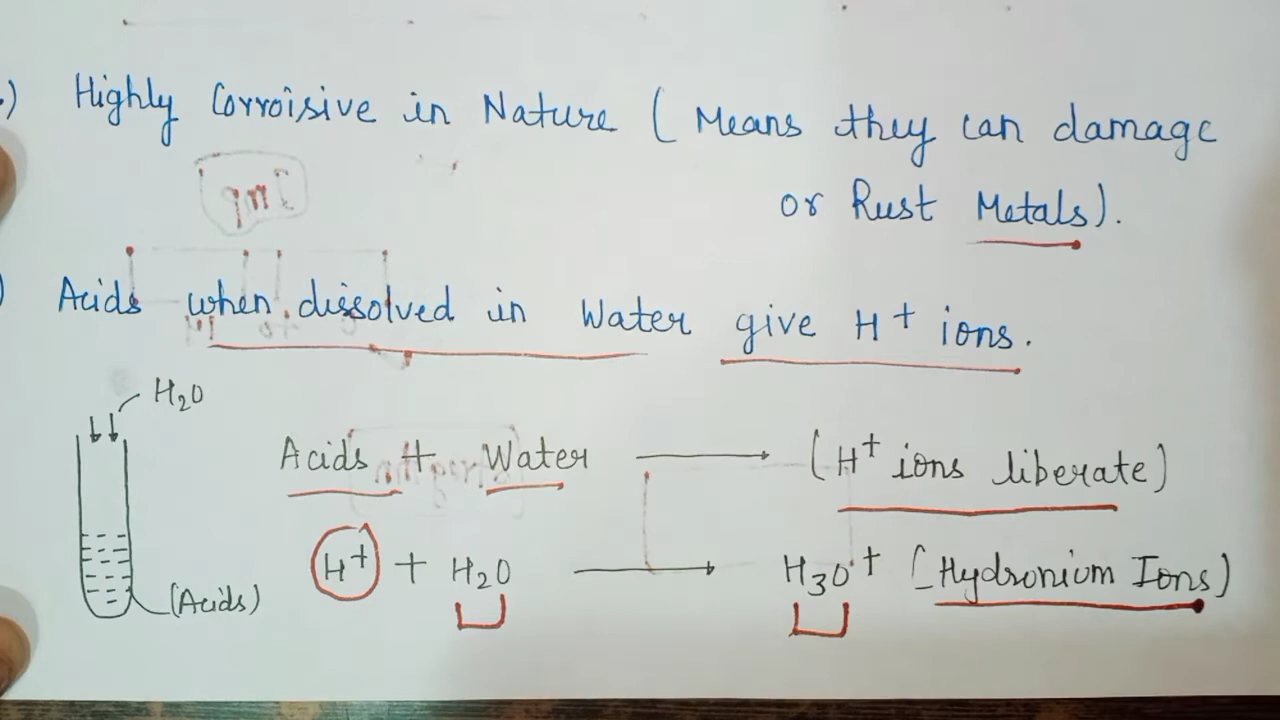 ) Highly Corroisive in Nature ( Means they can damage
or Rust Metals).
) Acids when dissolved in Water give H+ ions.
H2O
Acids + Water ⟶ (H+ ions liberate)
H+ + H2O ⟶ H3O+ (Hydronium Ions)
(Acids)